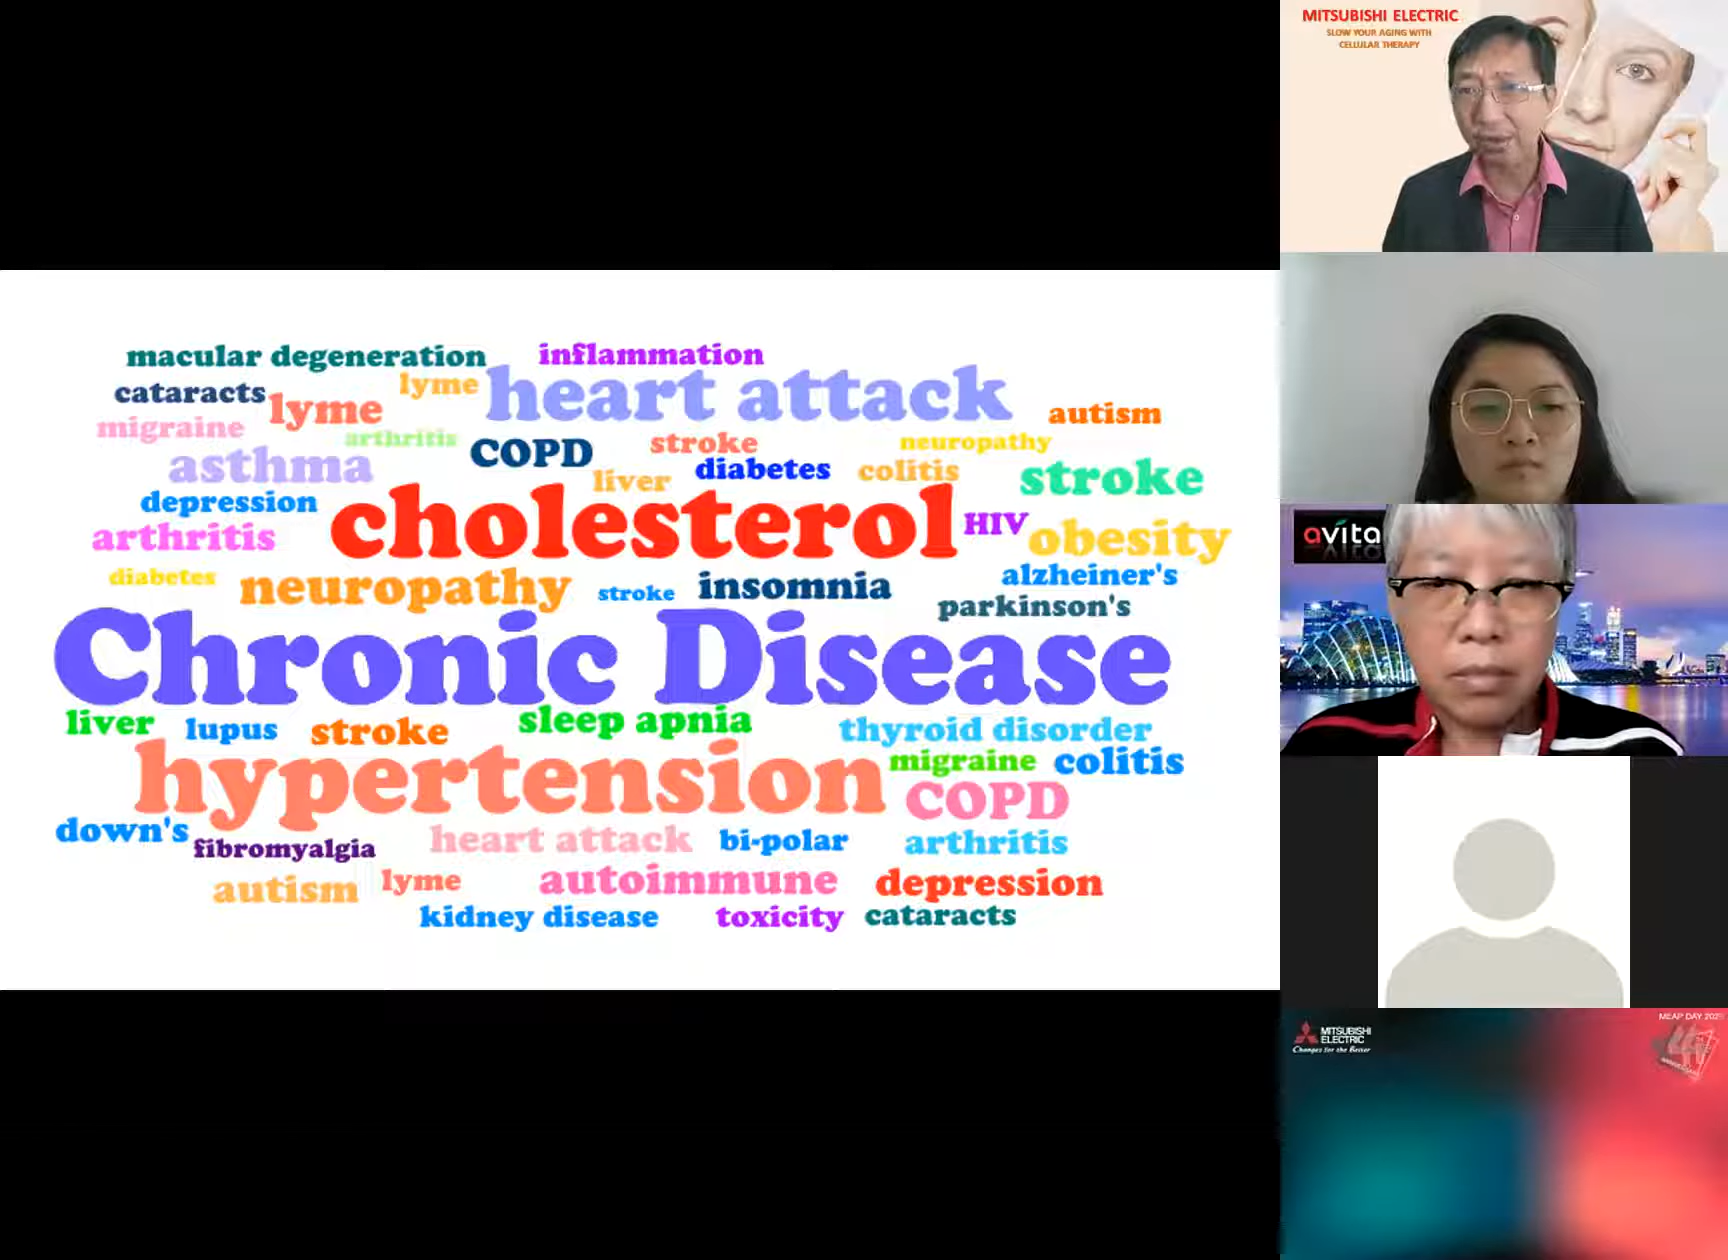 macular degeneration
inflammation
cataracts
lyme
lyme
heart attack
autism
migraine
arthritis
COPD
stroke
neuropathy
asthma
liver
diabetes
colitis
stroke
depression
arthritis
cholesterol
HIV
obesity
diabetes
neuropathy
stroke
insomnia
alzheiner's
parkinson's
Chronic Disease
liver
lupus
stroke
sleep apnia
thyroid disorder
hypertension
migraine
colitis
COPD
down's
fibromyalgia
heart attack
bi-polar
arthritis
autism
lyme
autoimmune
depression
kidney disease
toxicity
cataracts
MITSUBISHI ELECTRIC
SLOW YOUR AGING WITH
CELLULAR THERAPY
avita
MITSUBISHI
ELECTRIC
Changes for the Better
MEAP DAY